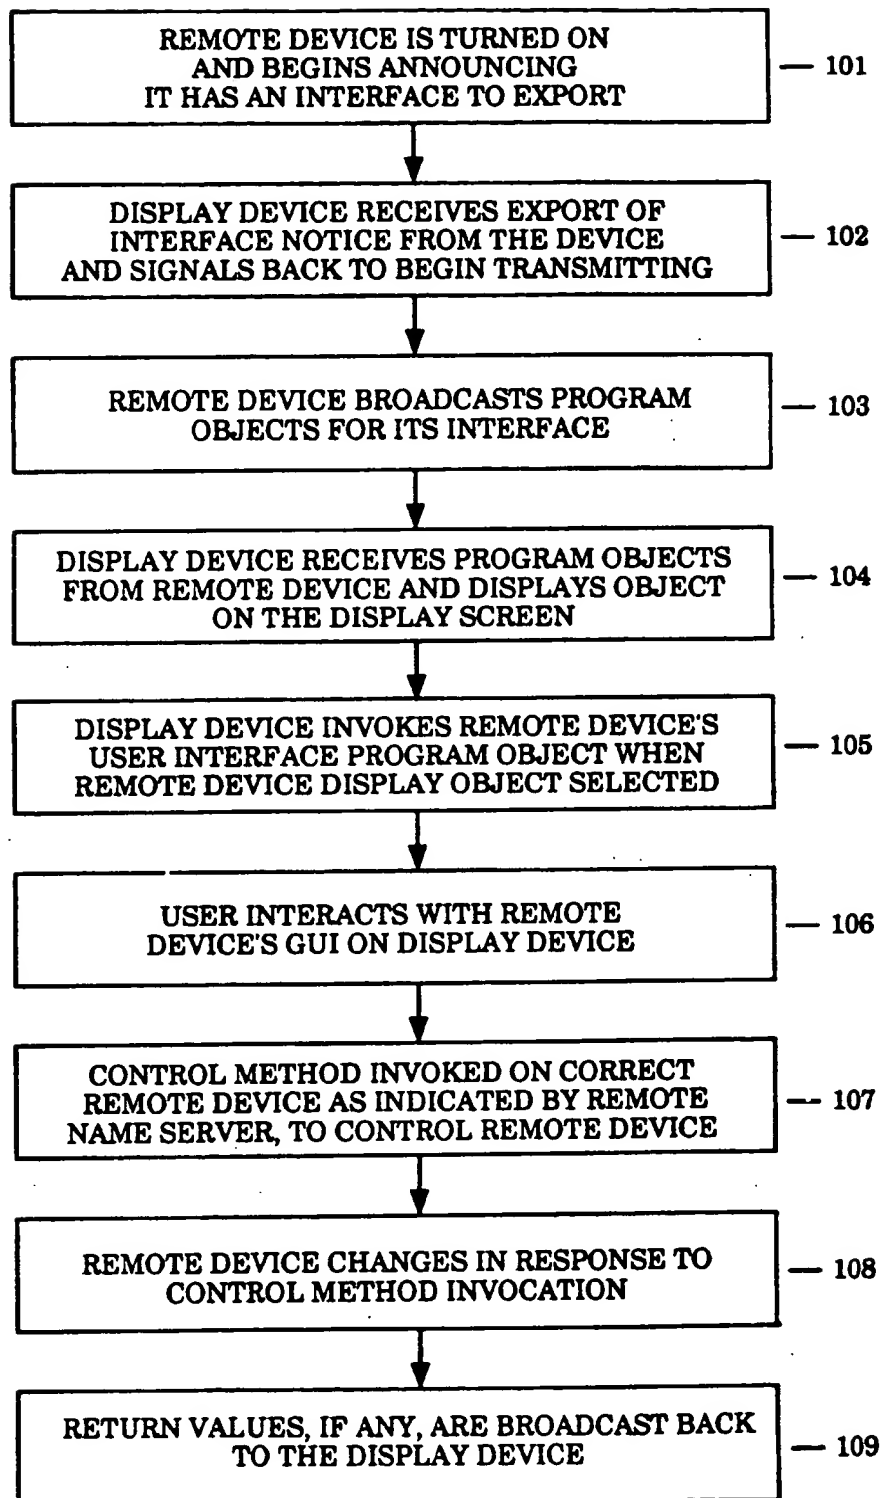 REMOTE DEVICE IS TURNED ON
AND BEGINS ANNOUNCING
IT HAS AN INTERFACE TO EXPORT
101
DISPLAY DEVICE RECEIVES EXPORT OF
INTERFACE NOTICE FROM THE DEVICE
AND SIGNALS BACK TO BEGIN TRANSMITTING
102
REMOTE DEVICE BROADCASTS PROGRAM
OBJECTS FOR ITS INTERFACE
103
DISPLAY DEVICE RECEIVES PROGRAM OBJECTS
FROM REMOTE DEVICE AND DISPLAYS OBJECT
ON THE DISPLAY SCREEN
104
DISPLAY DEVICE INVOKES REMOTE DEVICE'S
USER INTERFACE PROGRAM OBJECT WHEN
REMOTE DEVICE DISPLAY OBJECT SELECTED
105
USER INTERACTS WITH REMOTE
DEVICE'S GUI ON DISPLAY DEVICE
106
CONTROL METHOD INVOKED ON CORRECT
REMOTE DEVICE AS INDICATED BY REMOTE
NAME SERVER, TO CONTROL REMOTE DEVICE
107
REMOTE DEVICE CHANGES IN RESPONSE TO
CONTROL METHOD INVOCATION
108
RETURN VALUES, IF ANY, ARE BROADCAST BACK
TO THE DISPLAY DEVICE
109